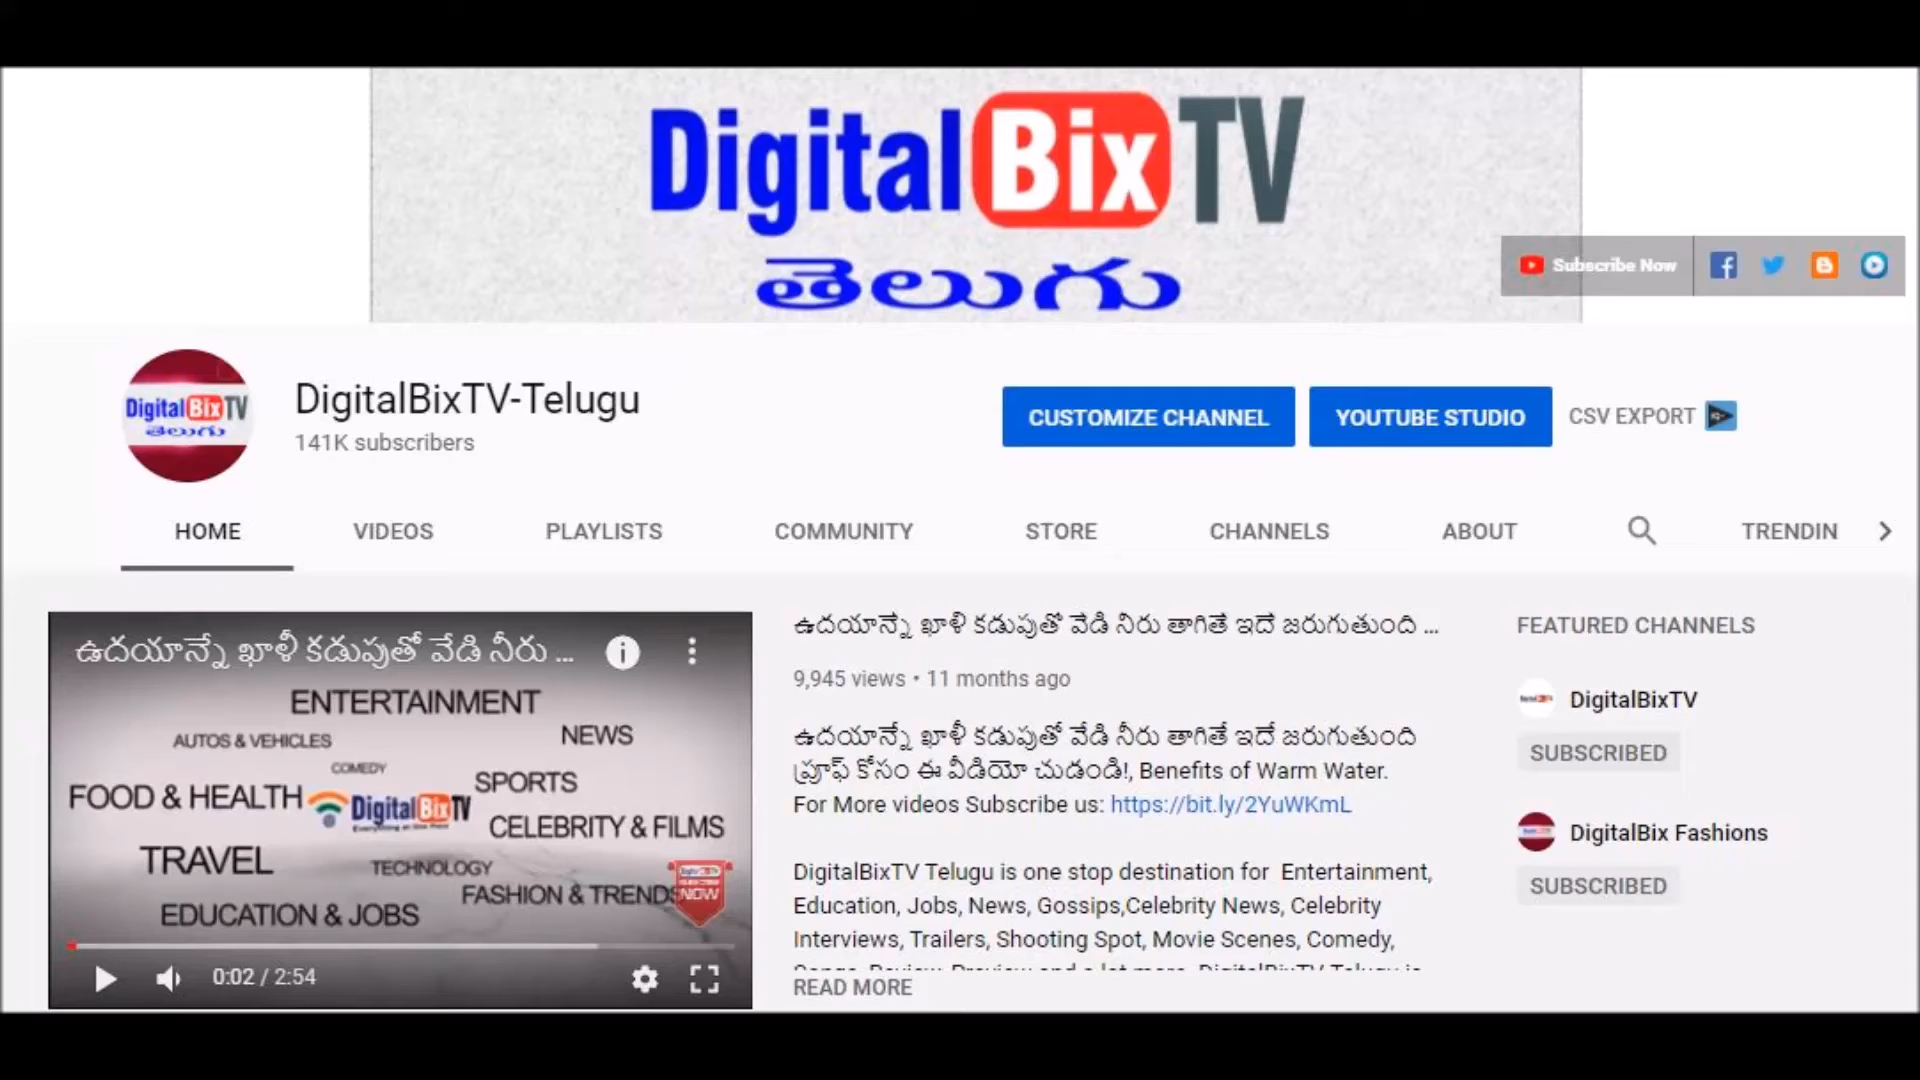 DigitalBixTV
తెలుగు
Subscribe Now
DigitalBixTV
తెలుగు
DigitalBixTV-Telugu
141K subscribers
CUSTOMIZE CHANNEL
YOUTUBE STUDIO
CSV EXPORT
HOME
VIDEOS
PLAYLISTS
COMMUNITY
STORE
CHANNELS
ABOUT
TRENDIN
ఉదయాన్నే ఖాళీ కడుపుతో వేడి నీరు ...
ENTERTAINMENT
AUTOS & VEHICLES
NEWS
COMEDY
FOOD & HEALTH
DigitalBixTV
SPORTS
CELEBRITY & FILMS
TRAVEL
TECHNOLOGY
FASHION & TRENDS
NOW
EDUCATION & JOBS
0:02 / 2:54
ఉదయాన్నే ఖాళీ కడుపుతో వేడి నీరు తాగితే ఇదే జరుగుతుంది ...
9,945 views • 11 months ago
ఉదయాన్నే ఖాళీ కడుపుతో వేడి నీరు తాగితే ఇదే జరుగుతుంది
ప్రూఫ్ కోసం ఈ వీడియో చుడండి!, Benefits of Warm Water.
For More videos Subscribe us: https://bit.ly/2YuWKmL
DigitalBixTV Telugu is one stop destination for Entertainment,
Education, Jobs, News, Gossips,Celebrity News, Celebrity
Interviews, Trailers, Shooting Spot, Movie Scenes, Comedy,
READ MORE
FEATURED CHANNELS
DigitalBixTV
SUBSCRIBED
DigitalBix Fashions
SUBSCRIBED